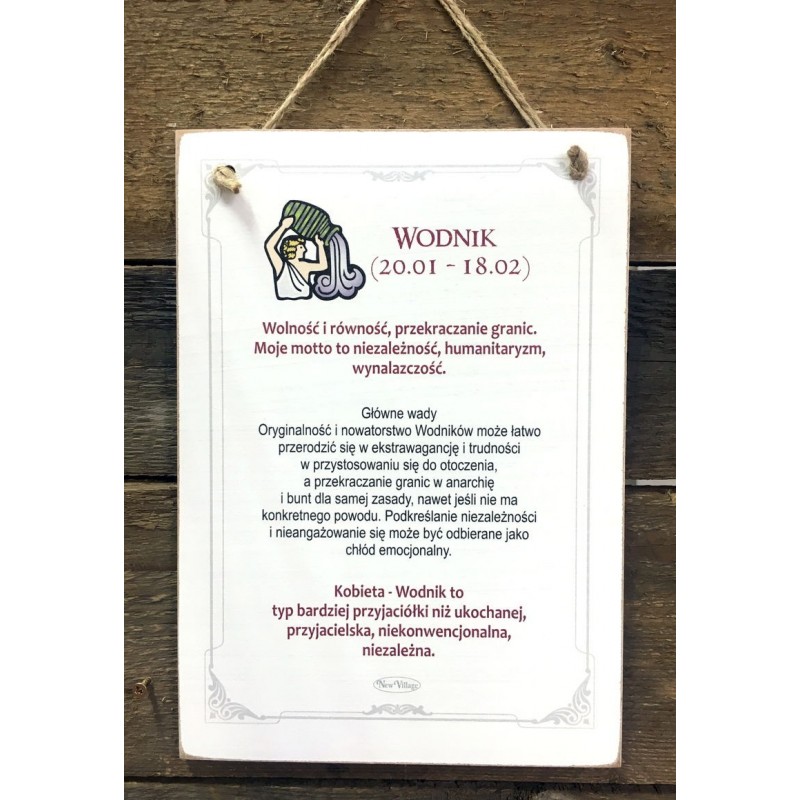 Wodnik
(20.01 - 18.02)
Wolność i równość, przekraczanie granic.
Moje motto to niezależność, humanitaryzm,
wynalazczość.
Główne wady
Oryginalność i nowatorstwo Wodników może łatwo
przerodzić się w ekstrawagancję i trudności
w przystosowaniu się do otoczenia,
a przekraczanie granic w anarchię
i bunt dla samej zasady, nawet jeśli nie ma
konkretnego powodu. Podkreślanie niezależności
i nieangażowanie się może być odbierane jako
chłód emocjonalny.
Kobieta - Wodnik to
typ bardziej przyjaciółki niż ukochanej,
przyjacielska, niekonwencjonalna,
niezależna.
New Village